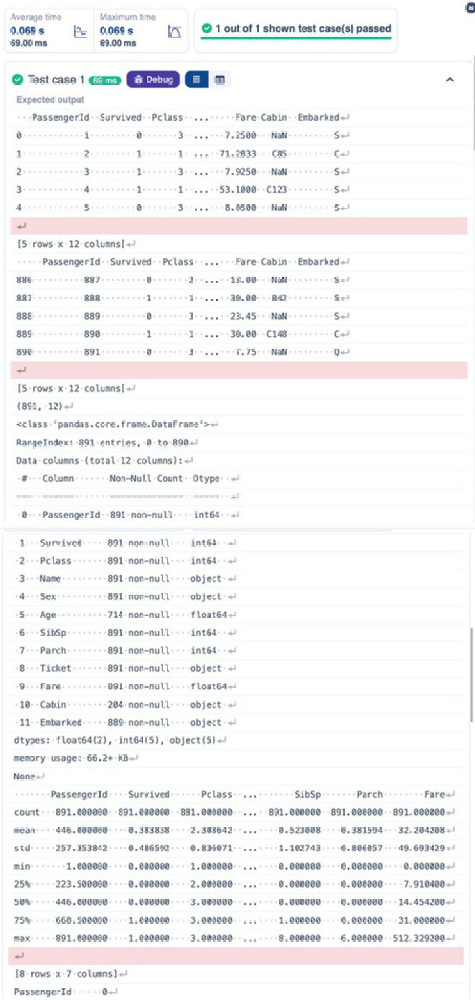 Average time
0.069 s
69.00 ms
Maximum time
0.069 s
69.00 ms
1 out of 1 shown test case(s) passed
Test case 1 69 ms Debug
Expected output
   PassengerId  Survived  Pclass  ...     Fare Cabin  Embarked↵
0            1         0       3  ...   7.2500   NaN         S↵
1            2         1       1  ...  71.2833   C85         C↵
2            3         1       3  ...   7.9250   NaN         S↵
3            4         1       1  ...  53.1000  C123         S↵
4            5         0       3  ...   8.0500   NaN         S↵
↵
[5 rows x 12 columns]↵
     PassengerId  Survived  Pclass  ...   Fare Cabin  Embarked↵
886          887         0       2  ...  13.00   NaN         S↵
887          888         1       1  ...  30.00   B42         S↵
888          889         0       3  ...  23.45   NaN         S↵
889          890         1       1  ...  30.00  C148         C↵
890          891         0       3  ...   7.75   NaN         Q↵
↵
[5 rows x 12 columns]↵
(891, 12)↵
<class 'pandas.core.frame.DataFrame'>↵
RangeIndex: 891 entries, 0 to 890↵
Data columns (total 12 columns):↵
 #   Column       Non-Null Count  Dtype  ↵
---  ------       --------------  -----  ↵
 0   PassengerId  891 non-null    int64  ↵
 1   Survived     891 non-null    int64  ↵
 2   Pclass       891 non-null    int64  ↵
 3   Name         891 non-null    object ↵
 4   Sex          891 non-null    object ↵
 5   Age          714 non-null    float64↵
 6   SibSp        891 non-null    int64  ↵
 7   Parch        891 non-null    int64  ↵
 8   Ticket       891 non-null    object ↵
 9   Fare         891 non-null    float64↵
 10  Cabin        204 non-null    object ↵
 11  Embarked     889 non-null    object ↵
dtypes: float64(2), int64(5), object(5)↵
memory usage: 66.2+ KB↵
None↵
       PassengerId    Survived      Pclass  ...       SibSp       Parch        Fare↵
count   891.000000  891.000000  891.000000  ...  891.000000  891.000000  891.000000↵
mean    446.000000    0.383838    2.308642  ...    0.523008    0.381594   32.204208↵
std     257.353842    0.486592    0.836071  ...    1.102743    0.806057   49.693429↵
min       1.000000    0.000000    1.000000  ...    0.000000    0.000000    0.000000↵
25%     223.500000    0.000000    2.000000  ...    0.000000    0.000000    7.910400↵
50%     446.000000    0.000000    3.000000  ...    0.000000    0.000000   14.454200↵
75%     668.500000    1.000000    3.000000  ...    1.000000    0.000000   31.000000↵
max     891.000000    1.000000    3.000000  ...    8.000000    6.000000  512.329200↵
↵
[8 rows x 7 columns]↵
PassengerId      0↵